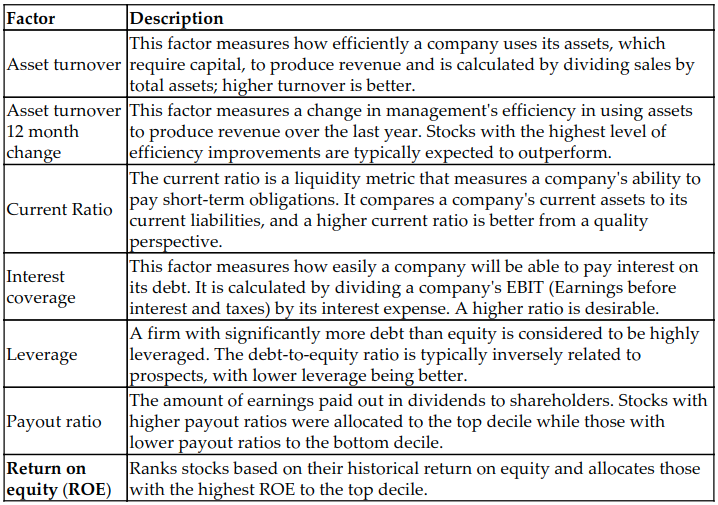 Factor Description
Asset turnover
This factor measures how efficiently a company uses its assets, which
require capital, to produce revenue and is calculated by dividing sales by
total assets; higher turnover is better.
Asset turnover
12 month
change
This factor measures a change in management's efficiency in using assets
to produce revenue over the last year. Stocks with the highest level of
efficiency improvements are typically expected to outperform.
Current Ratio
The current ratio is a liquidity metric that measures a company's ability to
pay short-term obligations. It compares a company's current assets to its
current liabilities, and a higher current ratio is better from a quality
perspective.
Interest
coverage
This factor measures how easily a company will be able to pay interest on
its debt. It is calculated by dividing a company's EBIT (Earnings before
interest and taxes) by its interest expense. A higher ratio is desirable.
Leverage
A firm with significantly more debt than equity is considered to be highly
leveraged. The debt-to-equity ratio is typically inversely related to
prospects, with lower leverage being better.
Payout ratio
The amount of earnings paid out in dividends to shareholders. Stocks with
higher payout ratios were allocated to the top decile while those with
lower payout ratios to the bottom decile.
Return on
equity (ROE)
Ranks stocks based on their historical return on equity and allocates those
with the highest ROE to the top decile.